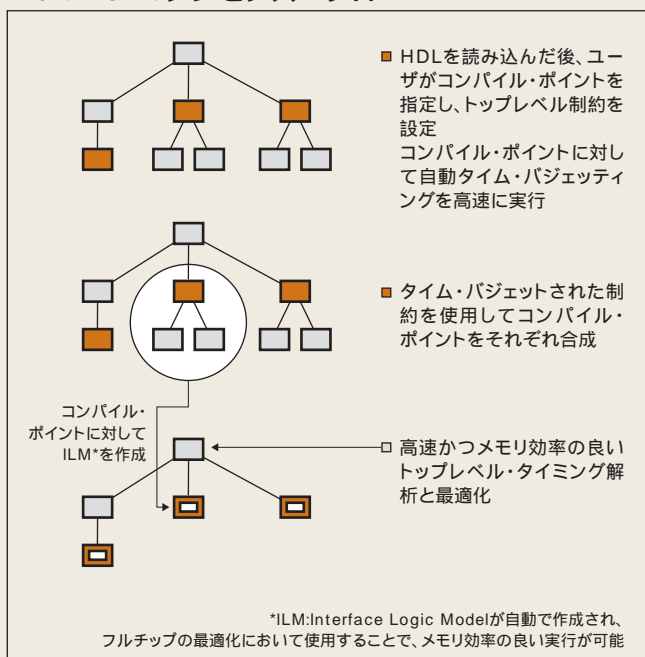 HDLを読み込んだ後、ユー
ザがコンパイル・ポイントを
指定し、トップレベル制約を
設定
コンパイル・ポイントに対し
て自動タイム・バジェッティ
ングを高速に実行
タイム・バジェットされた制
約を使用してコンパイル・
ポイントをそれぞれ合成
コンパイル・
ポイントに対して
ILM*を作成
高速かつメモリ効率の良い
トップレベル・タイミング解
析と最適化
*ILM:Interface Logic Modelが自動で作成され、
フルチップの最適化において使用することで、メモリ効率の良い実行が可能